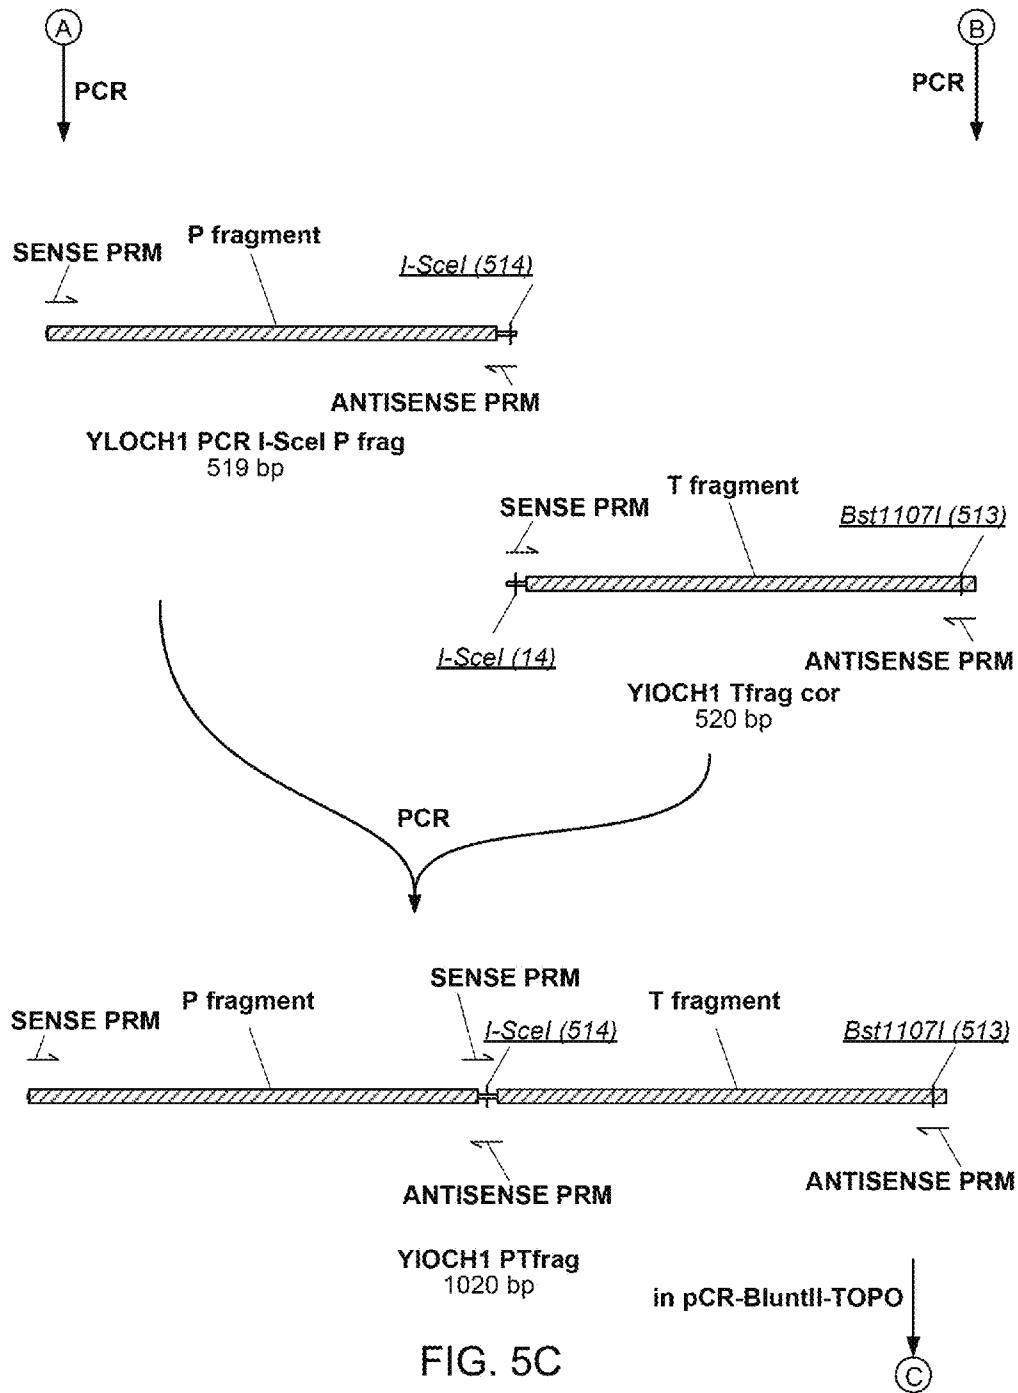 A
B
PCR
PCR
P fragment
SENSE PRM
I-SceI (514)
ANTISENSE PRM
YLOCH1 PCR I-SceI P frag
519 bp
T fragment
SENSE PRM
Bst1107I (513)
I-SceI (14)
ANTISENSE PRM
YIOCH1 Tfrag cor
520 bp
PCR
SENSE PRM
P fragment
T fragment
SENSE PRM
I-SceI (514)
Bst1107I (513)
ANTISENSE PRM
ANTISENSE PRM
YIOCH1 PTfrag
1020 bp
in pCR-BluntII-TOPO
FIG. 5C
C